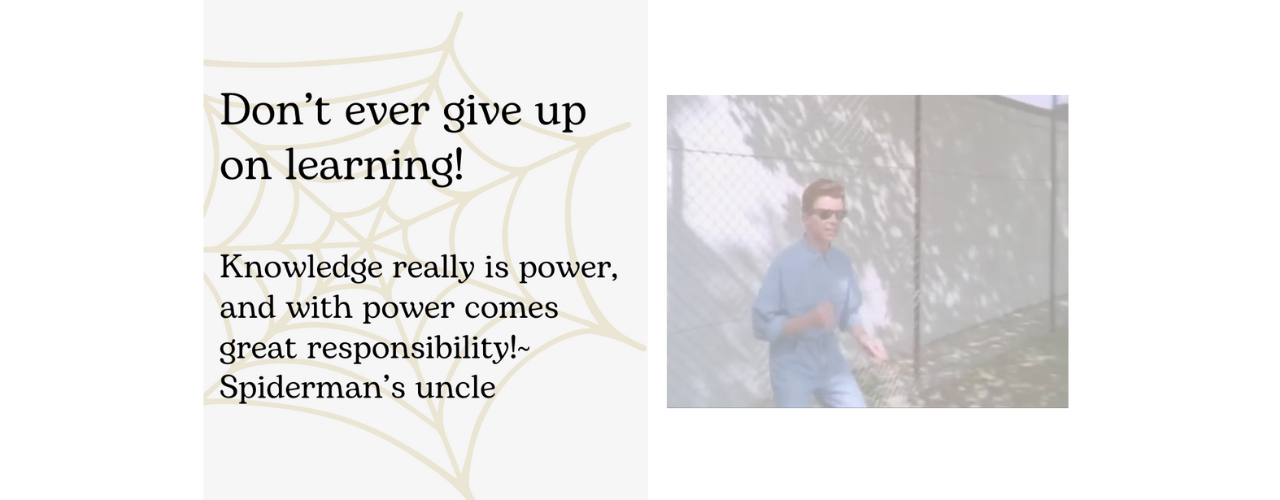 Don’t ever give up
on learning!
Knowledge really is power,
and with power comes
great responsibility!~
Spiderman’s uncle